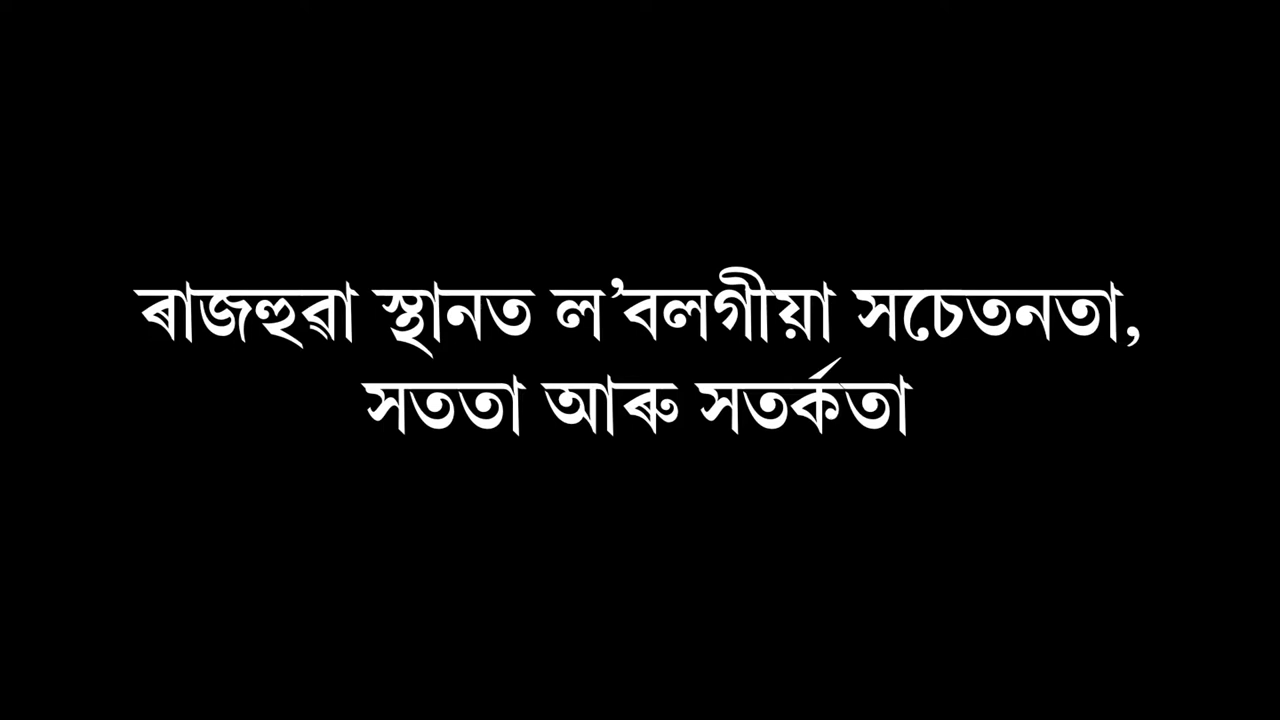 ৰাজহুৱা স্থানত ল’বলগীয়া সচেতনতা,
সততা আৰু সতৰ্কতা